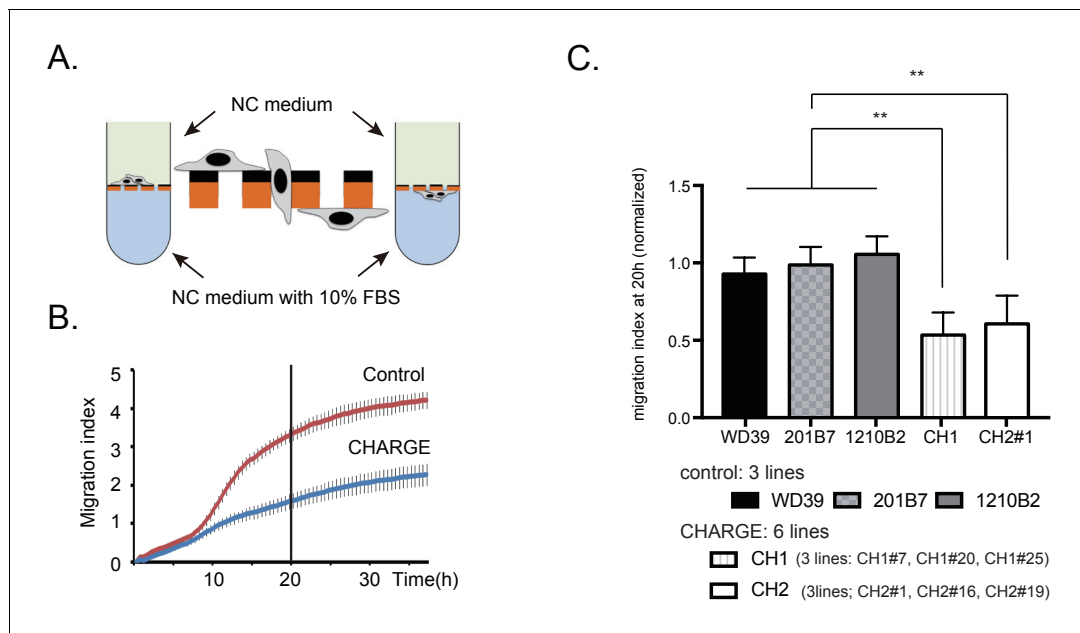 A.
NC medium
NC medium with 10% FBS
B.
Migration index
5
4
3
2
1
0
Control
CHARGE
10
20
30
Time(h)
C.
**
**
migration index at 20h (normalized)
1.5
1.0
0.5
0.0
WD39
201B7
1210B2
CH1
CH2#1
control: 3 lines
WD39
201B7
1210B2
CHARGE: 6 lines
CH1 (3 lines: CH1#7, CH1#20, CH1#25)
CH2 (3lines; CH2#1, CH2#16, CH2#19)